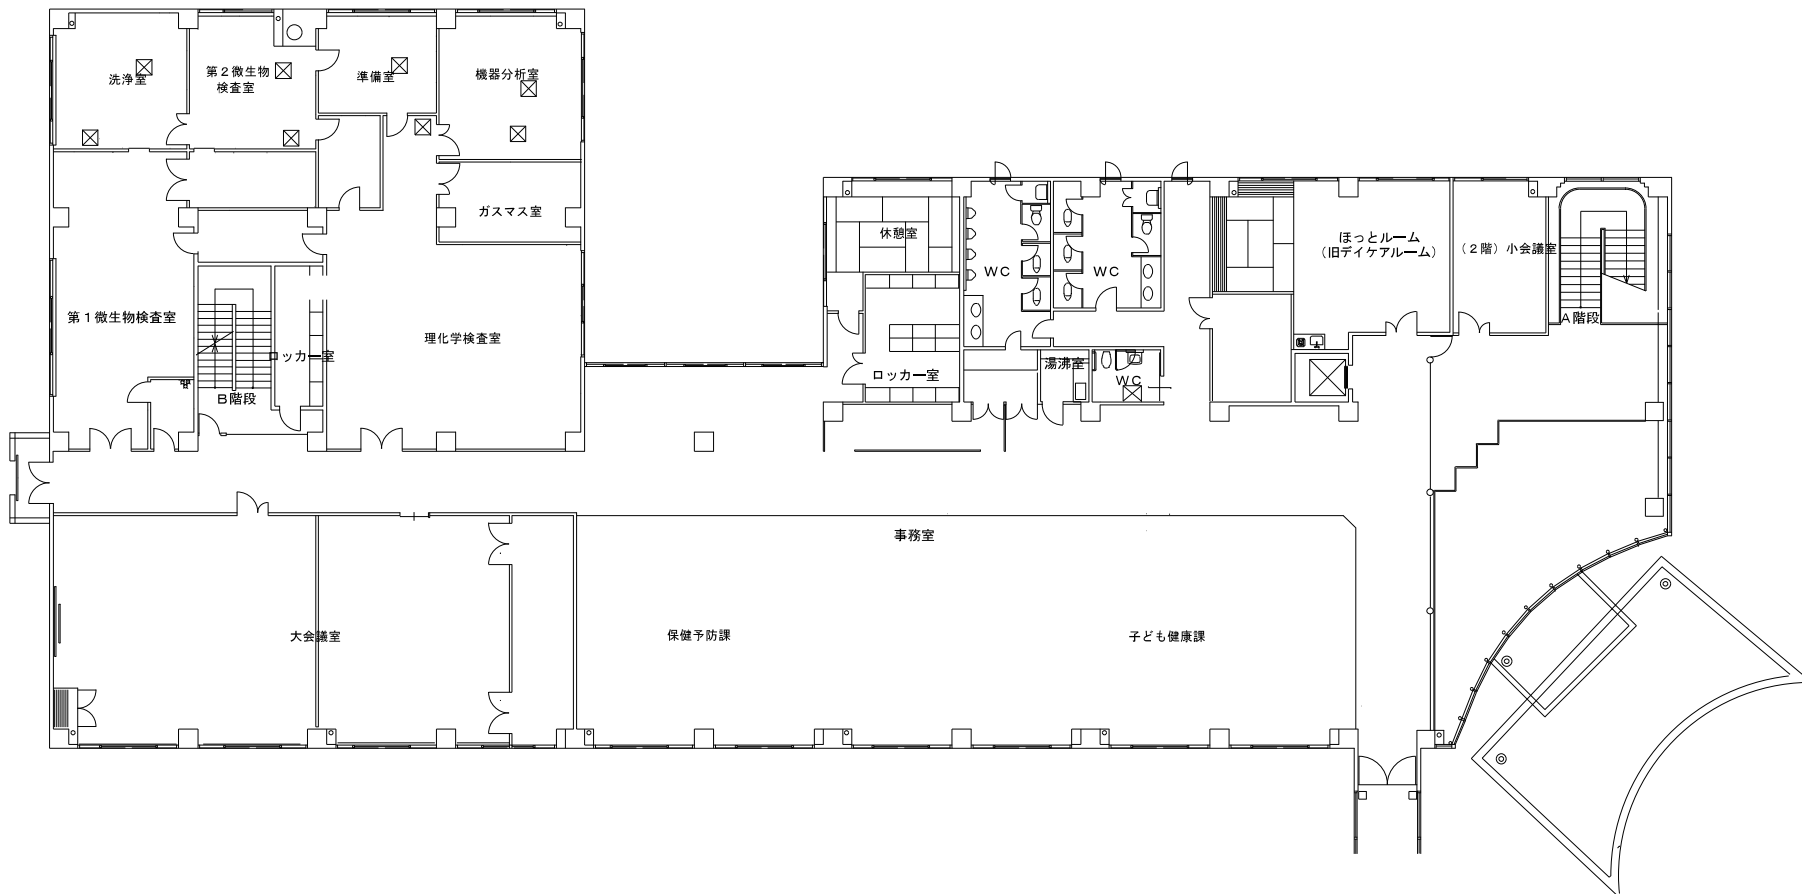 洗浄室
第２微生物
検査室
準備室
機器分析室
ガスマス室
第１微生物検査室
Ｂ階段
ロッカー室
理化学検査室
休憩室
ロッカー室
ＷＣ
ＷＣ
湯沸室
ＷＣ
ほっとルーム
（旧デイケアルーム）
（２階）小会議室
Ａ階段
事務室
大会議室
保健予防課
子ども健康課